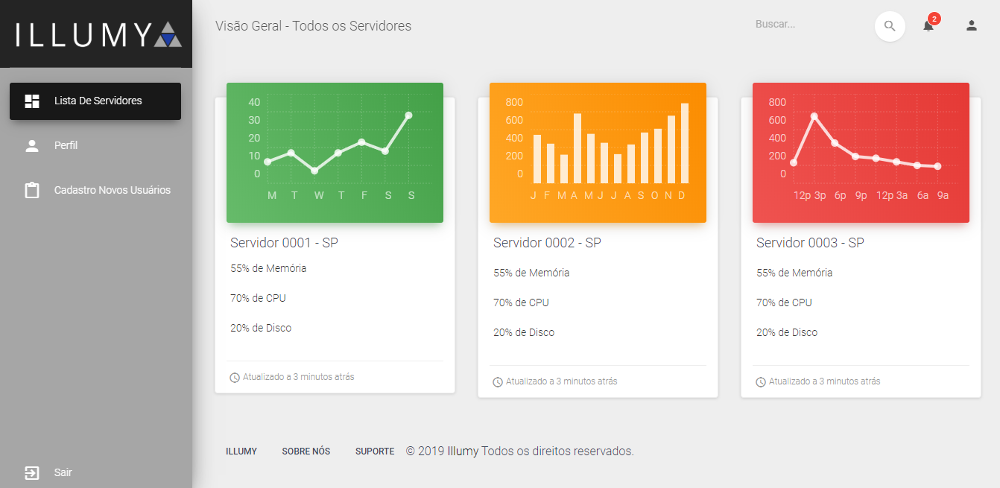 ILLUMY
Lista De Servidores
Perfil
Cadastro Novos Usuários
Sair
Visão Geral - Todos os Servidores
Buscar...
2
40
30
20
10
0
M T W T F S S
Servidor 0001 - SP
55% de Memória
70% de CPU
20% de Disco
Atualizado a 3 minutos atrás
800
600
400
200
0
J F M A M J J A S O N D
Servidor 0002 - SP
55% de Memória
70% de CPU
20% de Disco
Atualizado a 3 minutos atrás
800
600
400
200
0
12p 3p 6p 9p 12p 3a 6a 9a
Servidor 0003 - SP
55% de Memória
70% de CPU
20% de Disco
Atualizado a 3 minutos atrás
ILLUMY SOBRE NÓS SUPORTE © 2019 Illumy Todos os direitos reservados.